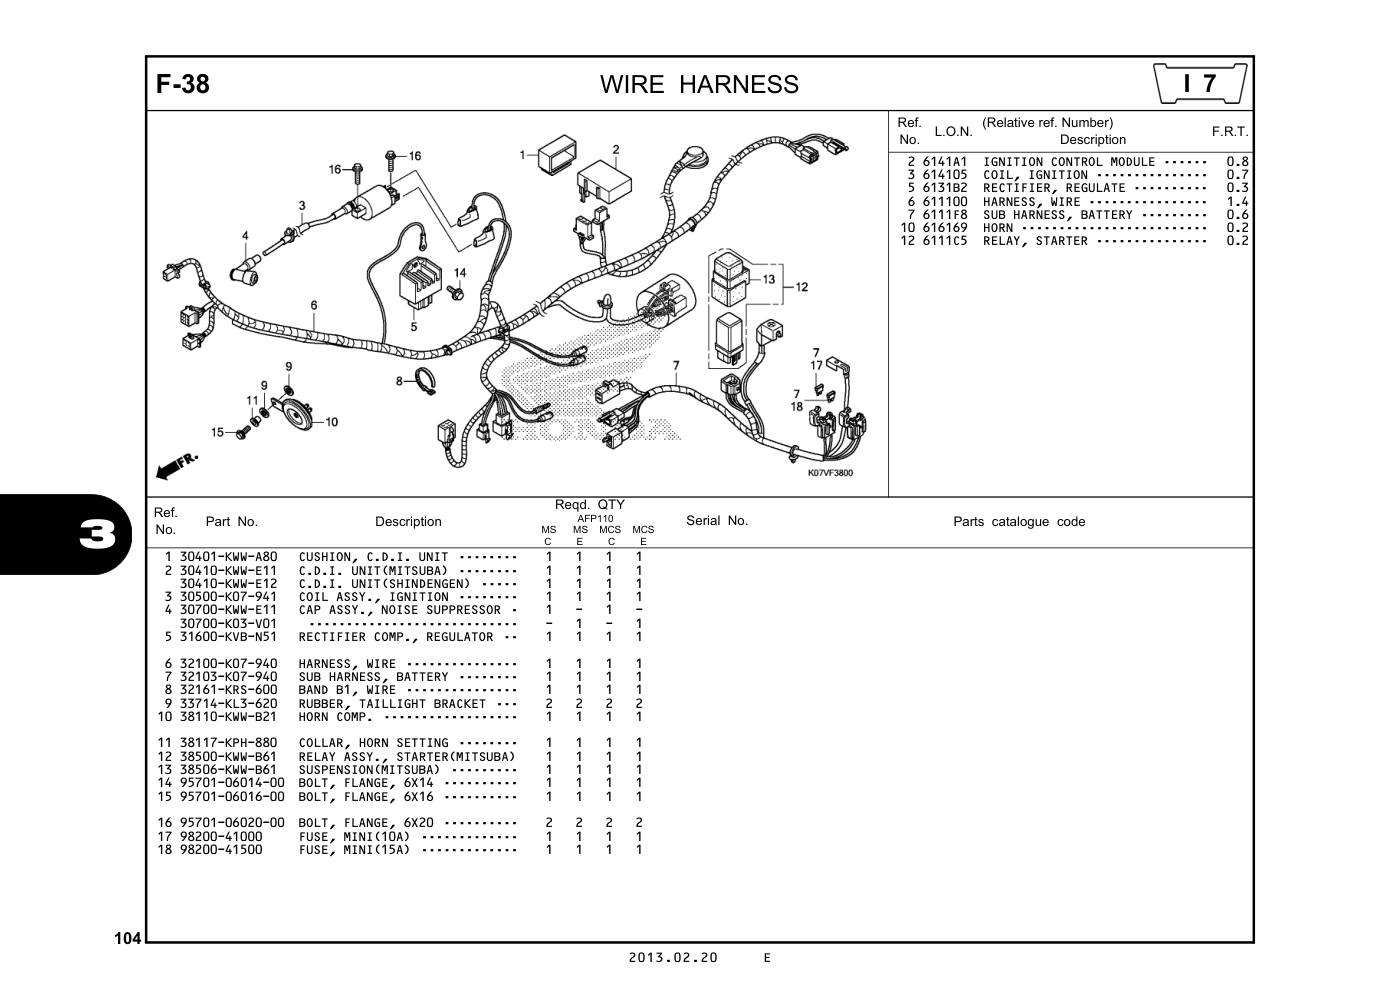 F-38
WIRE HARNESS
I 7
1
2
16
16
3
4
14
5
6
13
12
7
8
9
9
11
10
15
7
17
7
18
FR.
HONDA
K07VF3800
Ref. No. L.O.N. (Relative ref. Number) Description F.R.T.
2 6141A1 IGNITION CONTROL MODULE ------ 0.8
3 614105 COIL, IGNITION -------------- 0.7
5 6131B2 RECTIFIER, REGULATE --------- 0.3
6 611100 HARNESS, WIRE --------------- 1.4
7 6111F8 SUB HARNESS, BATTERY -------- 0.6
10 616169 HORN ------------------------ 0.2
12 6111C5 RELAY, STARTER -------------- 0.2
Ref. No. Part No. Description Reqd. QTY Serial No. Parts catalogue code
AFP110
MS MS MCS MCS
C E C E
1 30401-KWW-A80 CUSHION, C.D.I. UNIT -------- 1 1 1 1
2 30410-KWW-E11 C.D.I. UNIT(MITSUBA) -------- 1 1 1 1
30410-KWW-E12 C.D.I. UNIT(SHINDENGEN) ----- 1 1 1 1
3 30500-K07-941 COIL ASSY., IGNITION -------- 1 1 1 1
4 30700-KWW-E11 CAP ASSY., NOISE SUPPRESSOR - 1 - 1 -
30700-K03-V01 ---------------------------- - 1 - 1
5 31600-KVB-N51 RECTIFIER COMP., REGULATOR -- 1 1 1 1
6 32100-K07-940 HARNESS, WIRE --------------- 1 1 1 1
7 32103-K07-940 SUB HARNESS, BATTERY -------- 1 1 1 1
8 32161-KRS-600 BAND B1, WIRE --------------- 1 1 1 1
9 33714-KL3-620 RUBBER, TAILLIGHT BRACKET --- 2 2 2 2
10 38110-KWW-B21 HORN COMP. ------------------ 1 1 1 1
11 38117-KPH-880 COLLAR, HORN SETTING -------- 1 1 1 1
12 38500-KWW-B61 RELAY ASSY., STARTER(MITSUBA) 1 1 1 1
13 38506-KWW-B61 SUSPENSION(MITSUBA) --------- 1 1 1 1
14 95701-06014-00 BOLT, FLANGE, 6X14 ---------- 1 1 1 1
15 95701-06016-00 BOLT, FLANGE, 6X16 ---------- 1 1 1 1
16 95701-06020-00 BOLT, FLANGE, 6X20 ---------- 2 2 2 2
17 98200-41000 FUSE, MINI(10A) ------------- 1 1 1 1
18 98200-41500 FUSE, MINI(15A) ------------- 1 1 1 1
3
104
2013.02.20 E